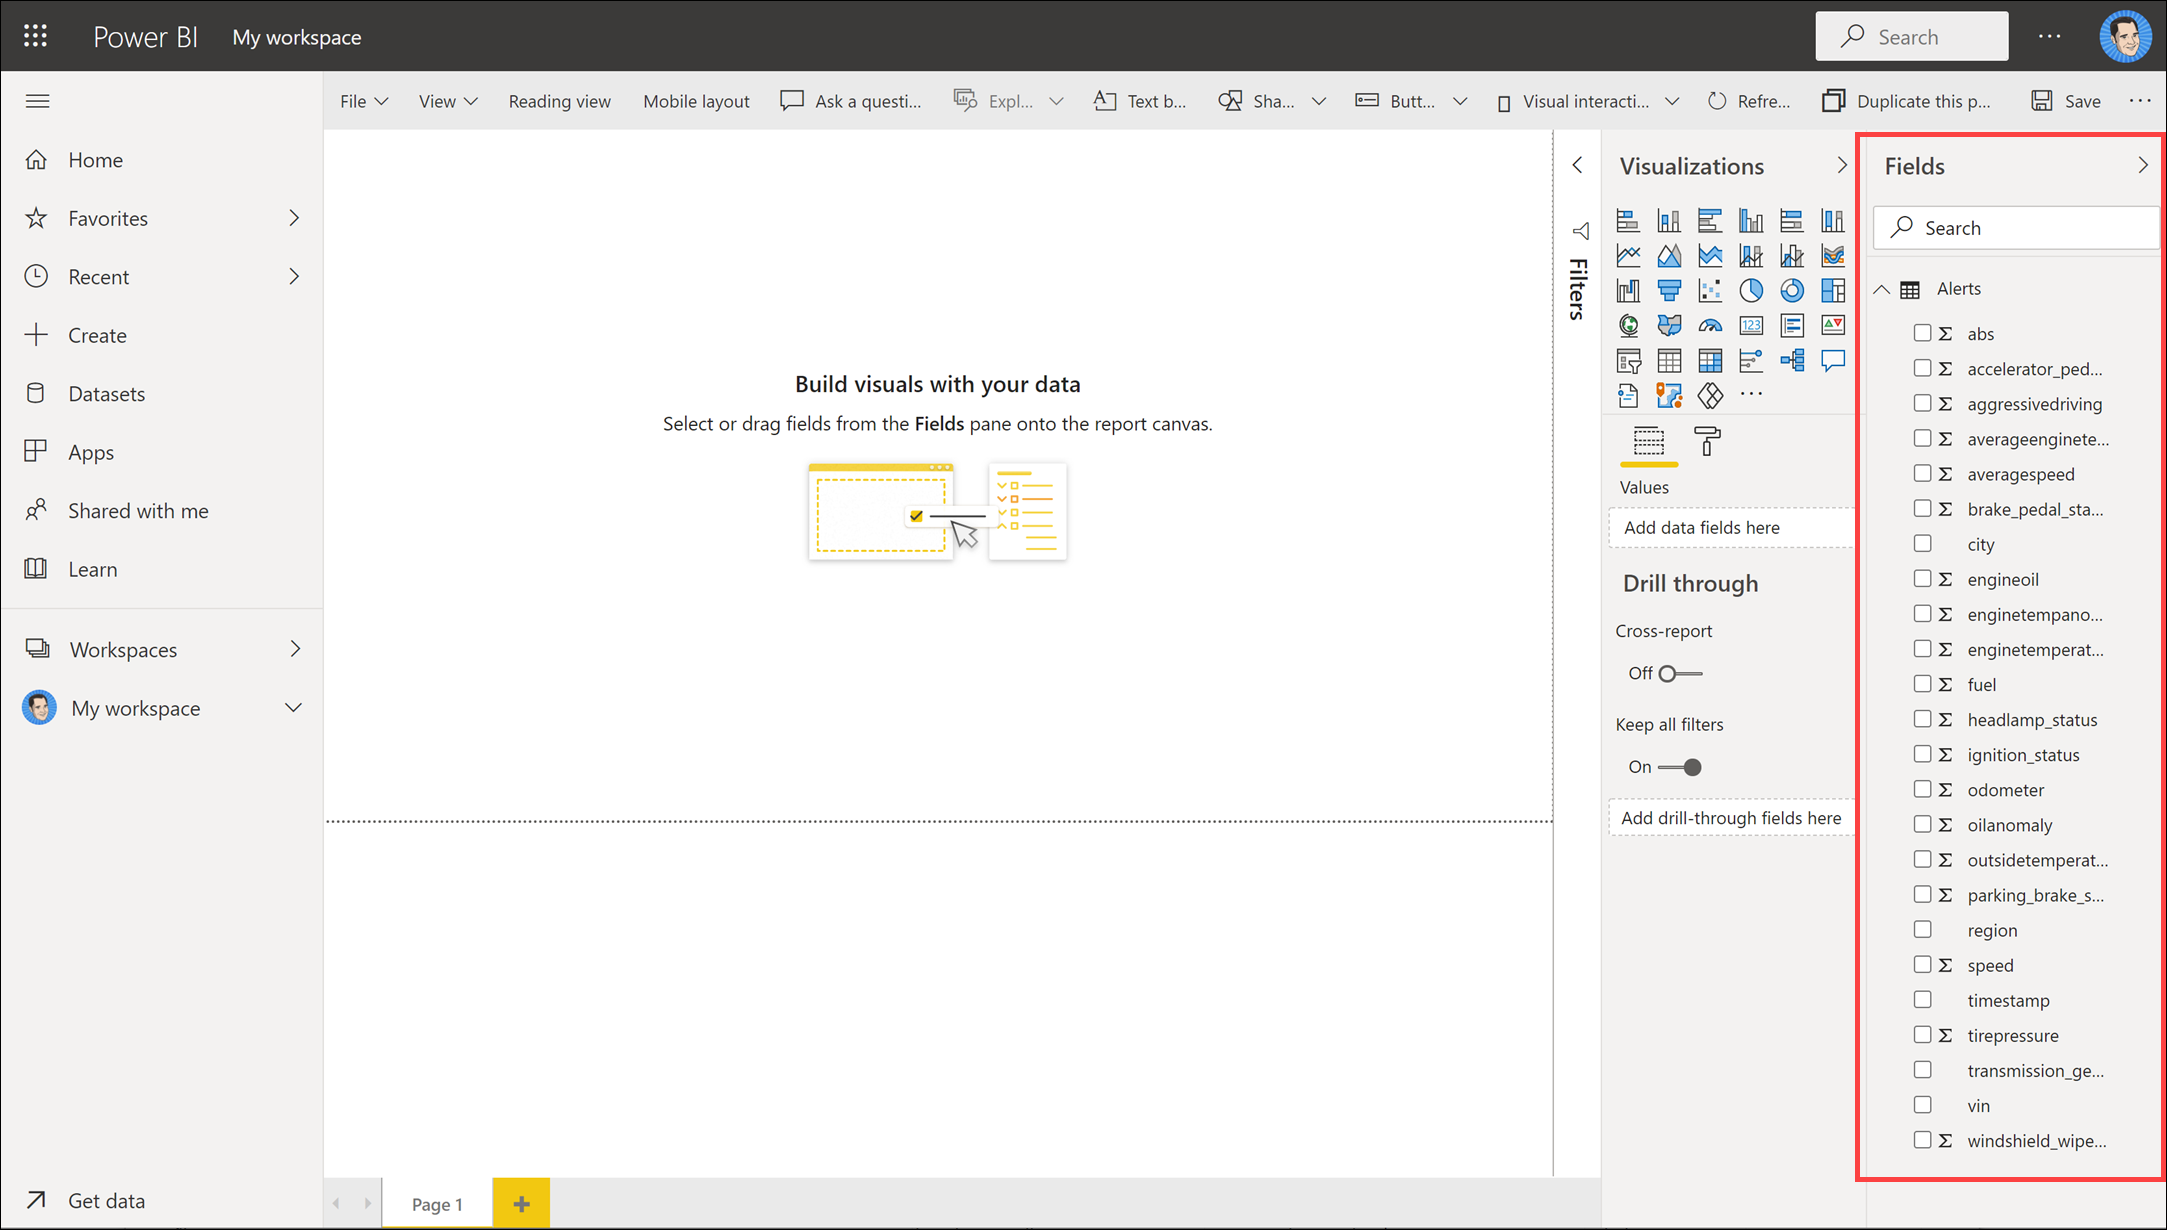 Power BI
My workspace
Search
File
View
Reading view
Mobile layout
Ask a questi...
Expl...
Text b...
Sha...
Butt...
Visual interacti...
Refre...
Duplicate this p...
Save
Home
Favorites
Recent
Create
Datasets
Apps
Shared with me
Learn
Workspaces
My workspace
Get data
Build visuals with your data
Select or drag fields from the Fields pane onto the report canvas.
Page 1
Filters
Visualizations
123
Values
Add data fields here
Drill through
Cross-report
Off
Keep all filters
On
Add drill-through fields here
Fields
Search
Alerts
Σ abs
Σ accelerator_ped...
Σ aggressivedriving
Σ averageenginete...
Σ averagespeed
Σ brake_pedal_sta...
city
Σ engineoil
Σ enginetempano...
Σ enginetemperat...
Σ fuel
Σ headlamp_status
Σ ignition_status
Σ odometer
Σ oilanomaly
Σ outsidetemperat...
Σ parking_brake_s...
region
Σ speed
timestamp
Σ tirepressure
transmission_ge...
vin
Σ windshield_wipe...